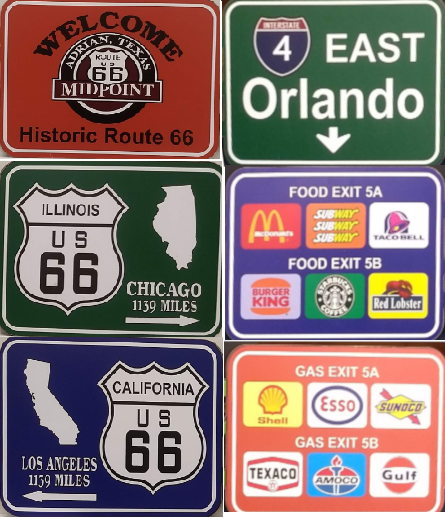 WELCOME
ADRIAN, TEXAS
ROUTE
US
66
MIDPOINT
Historic Route 66
INTERSTATE
4
EAST
Orlando
ILLINOIS
US
66
CHICAGO
1139 MILES
FOOD EXIT 5A
McDonald's
SUBWAY
SUBWAY
SUBWAY
TACO BELL
FOOD EXIT 5B
BURGER
KING
STARBUCKS
COFFEE
Red Lobster
CALIFORNIA
US
66
LOS ANGELES
1139 MILES
GAS EXIT 5A
Shell
Esso
SUNOCO
GAS EXIT 5B
TEXACO
AMOCO
Gulf